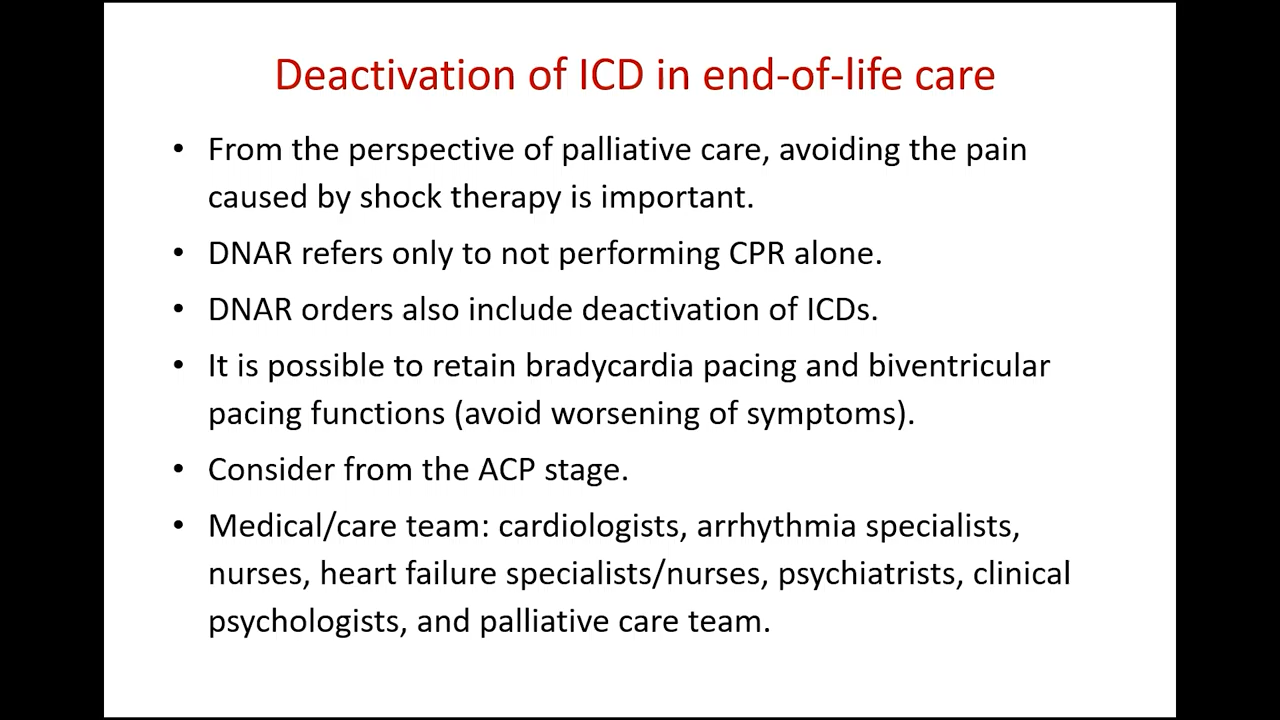 Deactivation of ICD in end-of-life care
• From the perspective of palliative care, avoiding the pain
caused by shock therapy is important.
• DNAR refers only to not performing CPR alone.
• DNAR orders also include deactivation of ICDs.
• It is possible to retain bradycardia pacing and biventricular
pacing functions (avoid worsening of symptoms).
• Consider from the ACP stage.
• Medical/care team: cardiologists, arrhythmia specialists,
nurses, heart failure specialists/nurses, psychiatrists, clinical
psychologists, and palliative care team.